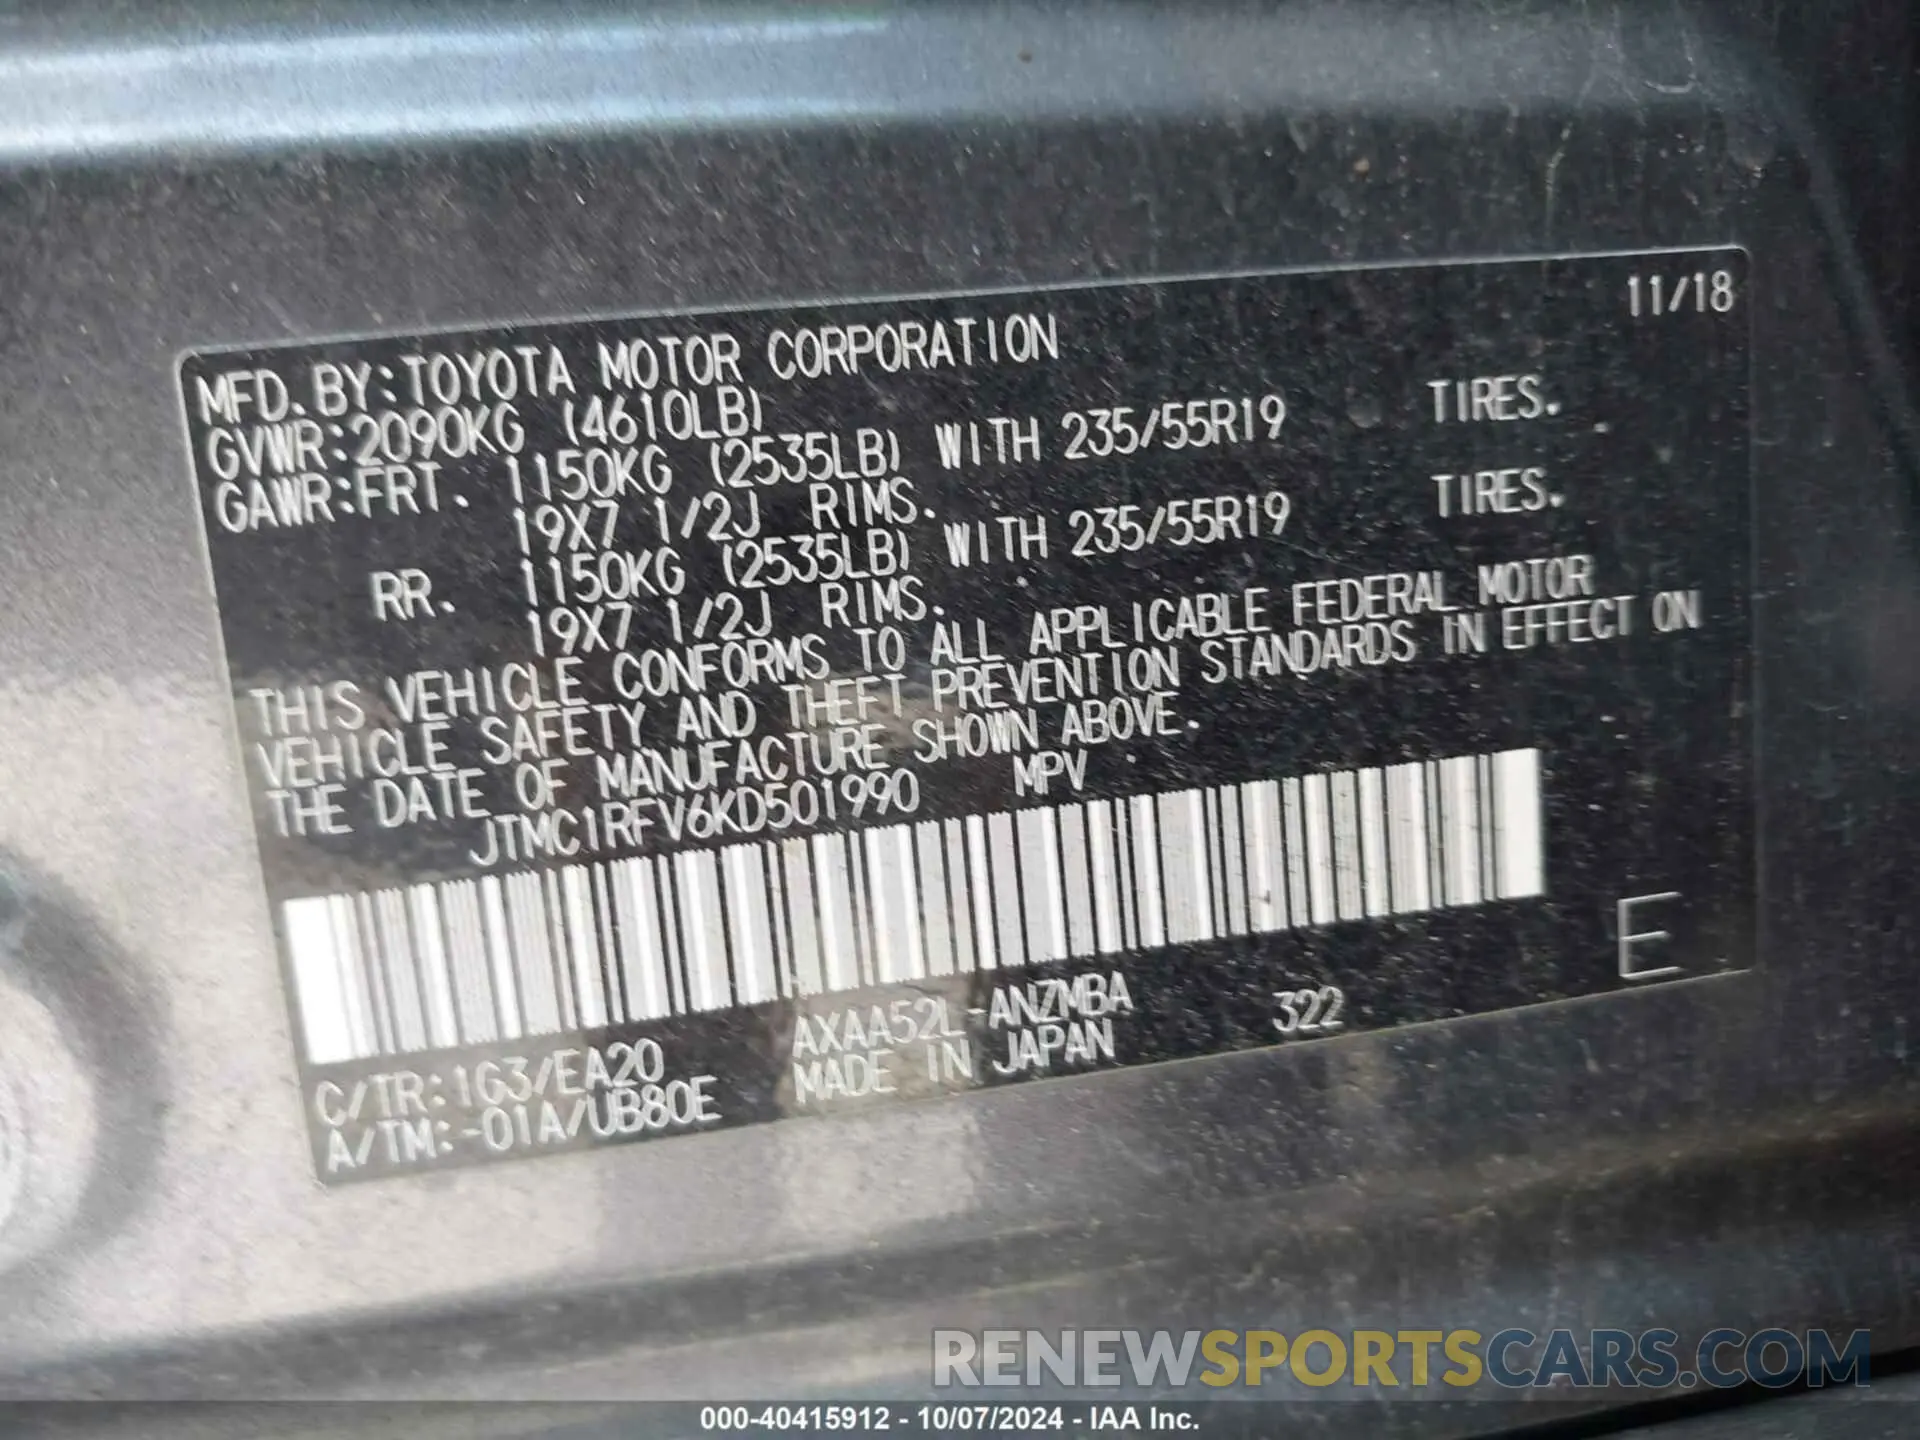 11/18
MFD. BY:TOYOTA MOTOR CORPORATION
GVWR:2090KG (4610LB)
GAWR:FRT. 1150KG (2535LB) WITH 235/55R19 TIRES.
19X7 1/2J RIMS.
RR. 1150KG (2535LB) WITH 235/55R19 TIRES.
19X7 1/2J RIMS.
THIS VEHICLE CONFORMS TO ALL APPLICABLE FEDERAL MOTOR
VEHICLE SAFETY AND THEFT PREVENTION STANDARDS IN EFFECT ON
THE DATE OF MANUFACTURE SHOWN ABOVE.
JTMC1RFV6KD501990 MPV
E
C/TR:1G3/EA20 AXAA52L-ANZMBA 322
A/TM:-01A/UB80E MADE IN JAPAN
RENEWSPORTSCARS.COM
000-40415912 - 10/07/2024 - IAA Inc.